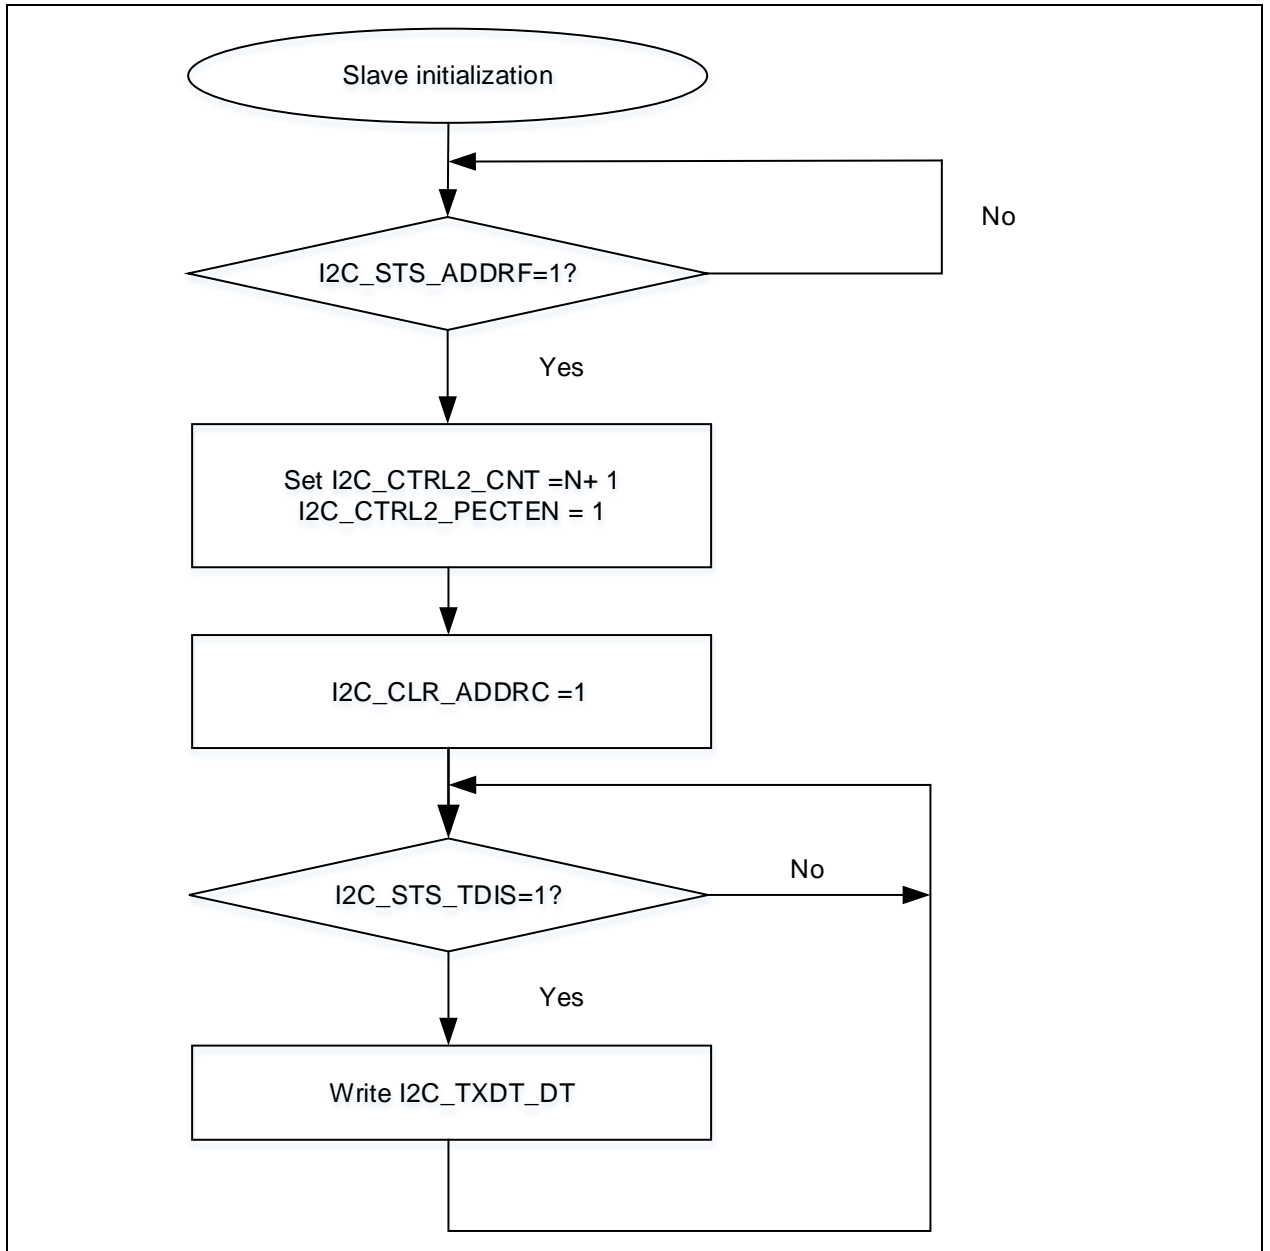 Slave initialization
No
I2C_STS_ADDRF=1?
Yes
Set I2C_CTRL2_CNT =N+ 1
I2C_CTRL2_PECTEN = 1
I2C_CLR_ADDRC =1
No
I2C_STS_TDIS=1?
Yes
Write I2C_TXDT_DT